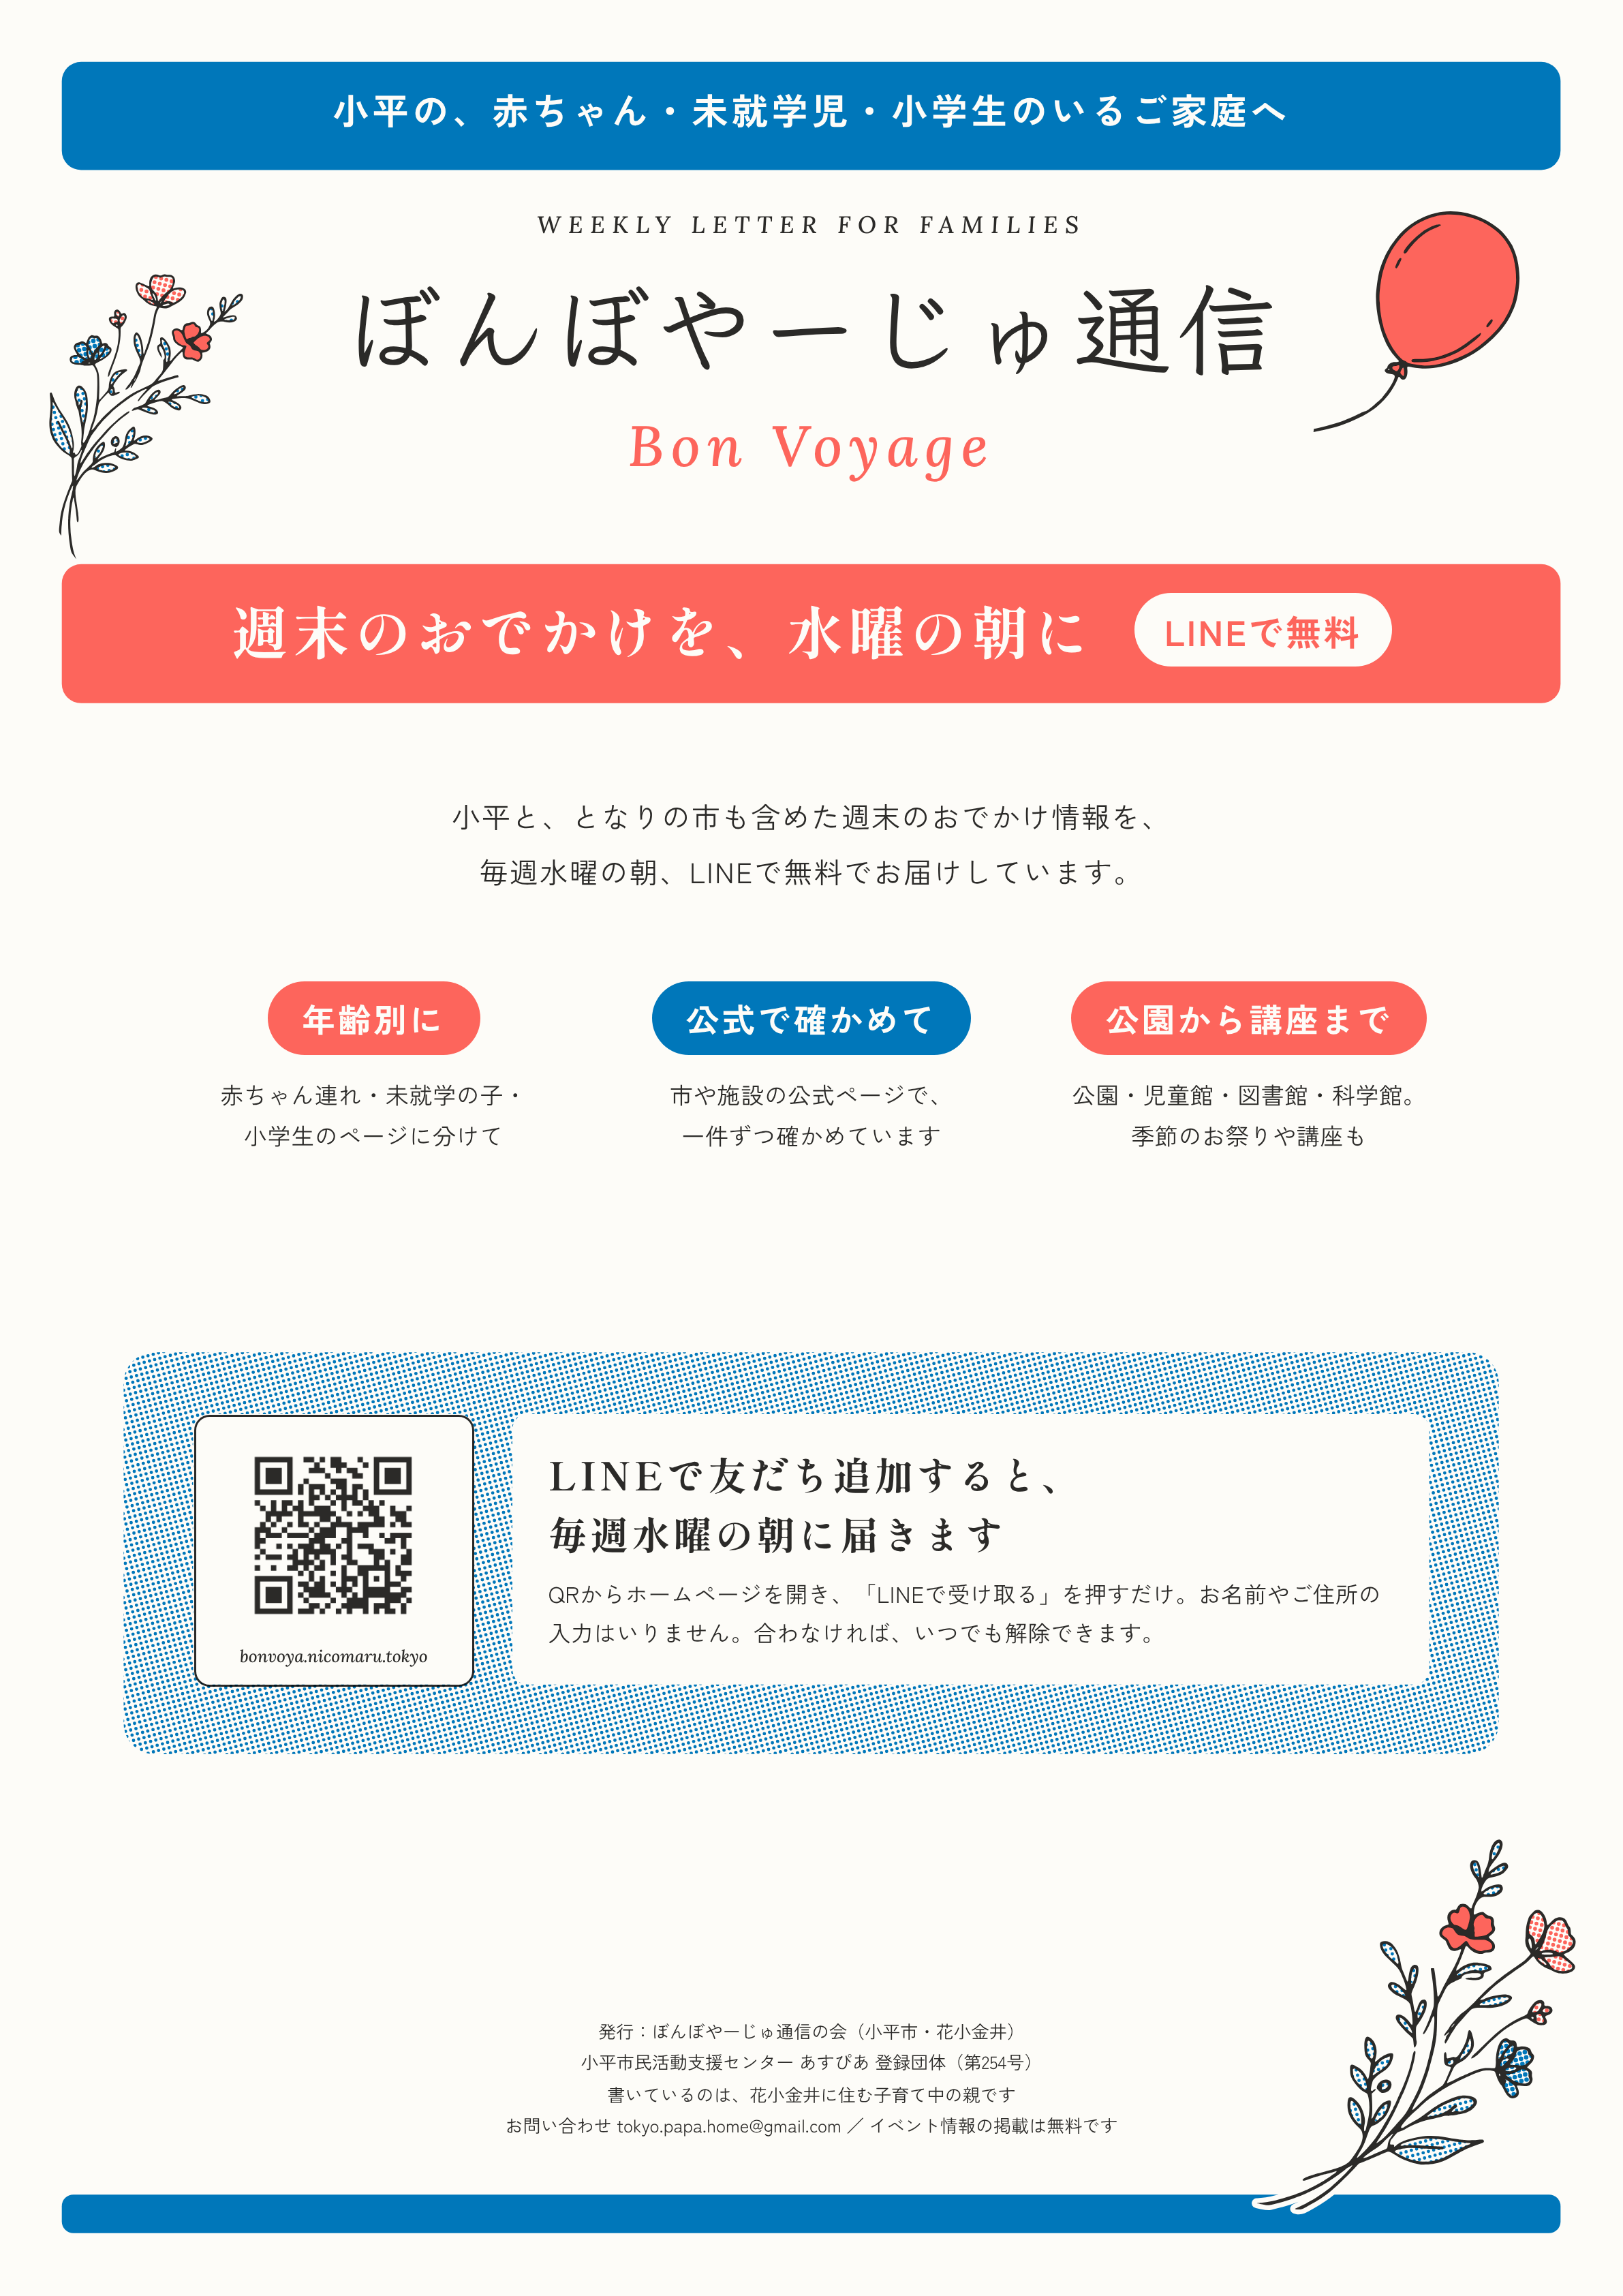 小平の、赤ちゃん・未就学児・小学生のいるご家庭へ
WEEKLY LETTER FOR FAMILIES
ぼんぼやーじゅ通信
Bon Voyage
週末のおでかけを、水曜の朝に
LINEで無料
小平と、となりの市も含めた週末のおでかけ情報を、
毎週水曜の朝、LINEで無料でお届けしています。
年齢別に
赤ちゃん連れ・未就学の子・
小学生のページに分けて
公式で確かめて
市や施設の公式ページで、
一件ずつ確かめています
公園から講座まで
公園・児童館・図書館・科学館。
季節のお祭りや講座も
bonvoya.nicomaru.tokyo
LINEで友だち追加すると、
毎週水曜の朝に届きます
QRからホームページを開き、「LINEで受け取る」を押すだけ。お名前やご住所の
入力はいりません。合わなければ、いつでも解除できます。
発行：ぼんぼやーじゅ通信の会（小平市・花小金井）
小平市民活動支援センター あすぴあ 登録団体（第254号）
書いているのは、花小金井に住む子育て中の親です
お問い合わせ tokyo.papa.home@gmail.com ／ イベント情報の掲載は無料です